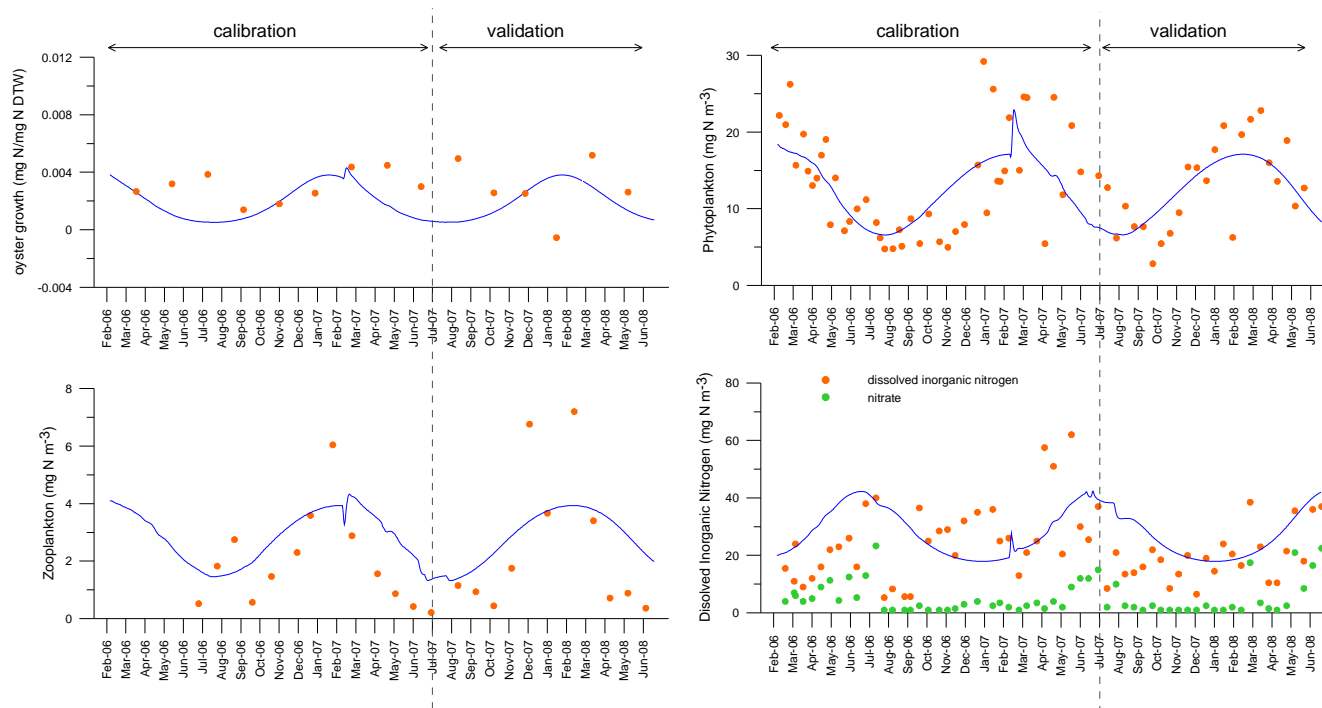 calibration
validation
oyster growth (mg N/mg N DTW)
0.012
0.008
0.004
0
-0.004
Feb-06
Mar-06
Apr-06
May-06
Jun-06
Jul-06
Aug-06
Sep-06
Oct-06
Nov-06
Dec-06
Jan-07
Feb-07
Mar-07
Apr-07
May-07
Jun-07
Jul-07
Aug-07
Sep-07
Oct-07
Nov-07
Dec-07
Jan-08
Feb-08
Mar-08
Apr-08
May-08
Jun-08
calibration
validation
Phytoplankton (mg N m-3)
30
20
10
0
Feb-06
Mar-06
Apr-06
May-06
Jun-06
Jul-06
Aug-06
Sep-06
Oct-06
Nov-06
Dec-06
Jan-07
Feb-07
Mar-07
Apr-07
May-07
Jun-07
Jul-07
Aug-07
Sep-07
Oct-07
Nov-07
Dec-07
Jan-08
Feb-08
Mar-08
Apr-08
May-08
Jun-08
Zooplankton (mg N m-3)
8
6
4
2
0
Feb-06
Mar-06
Apr-06
May-06
Jun-06
Jul-06
Aug-06
Sep-06
Oct-06
Nov-06
Dec-06
Jan-07
Feb-07
Mar-07
Apr-07
May-07
Jun-07
Jul-07
Aug-07
Sep-07
Oct-07
Nov-07
Dec-07
Jan-08
Feb-08
Mar-08
Apr-08
May-08
Jun-08
dissolved inorganic nitrogen
nitrate
Disolved Inorganic Nitrogen (mg N m-3)
80
60
40
20
0
Feb-06
Mar-06
Apr-06
May-06
Jun-06
Jul-06
Aug-06
Sep-06
Oct-06
Nov-06
Dec-06
Jan-07
Feb-07
Mar-07
Apr-07
May-07
Jun-07
Jul-07
Aug-07
Sep-07
Oct-07
Nov-07
Dec-07
Jan-08
Feb-08
Mar-08
Apr-08
May-08
Jun-08